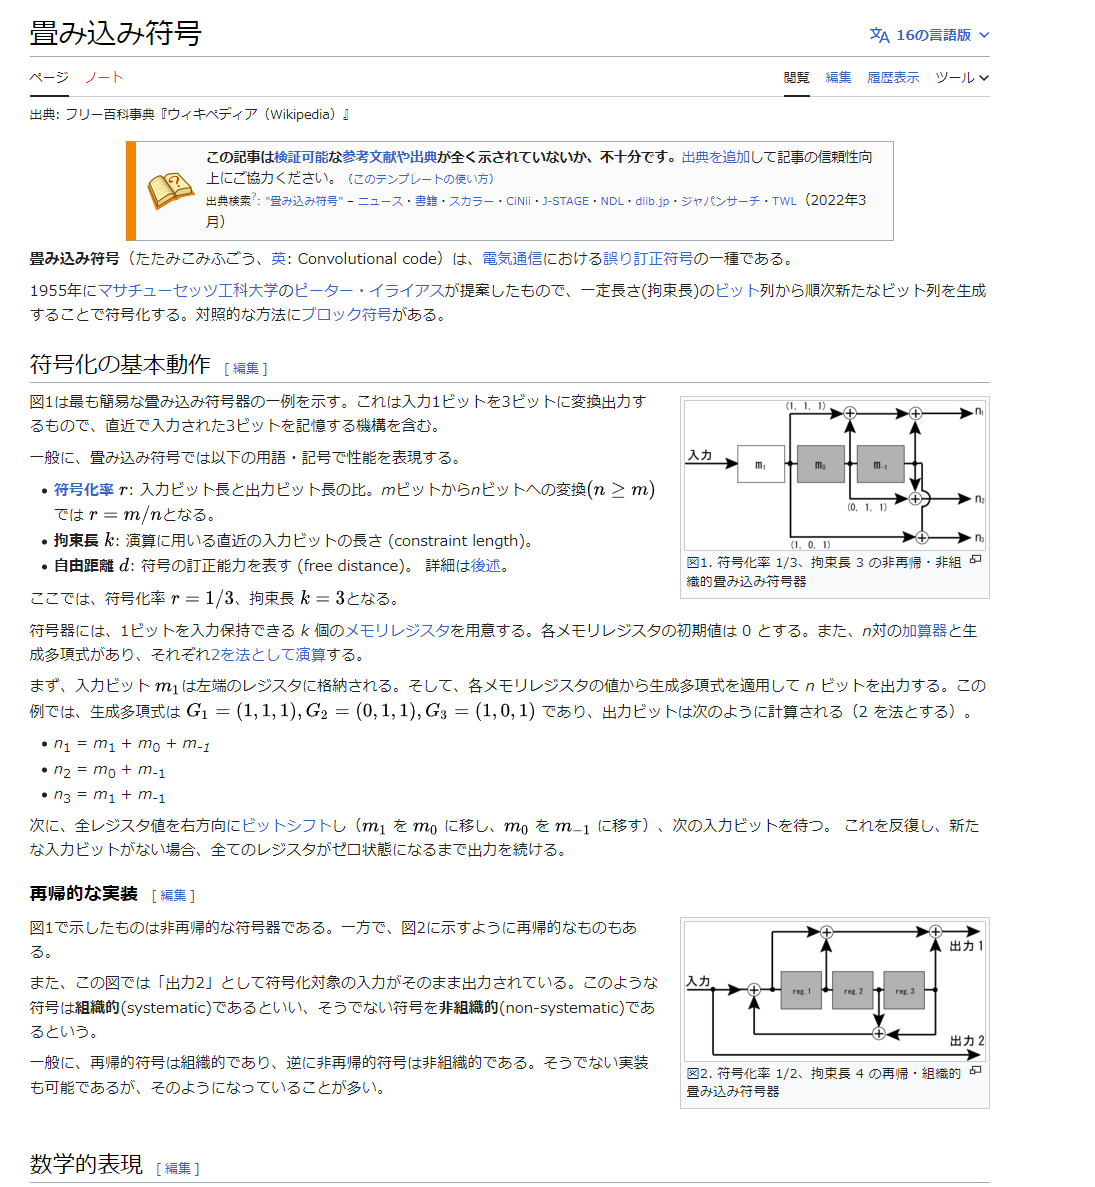 畳み込み符号
16の言語版
ページ ノート 閲覧 編集 履歴表示 ツール
出典: フリー百科事典『ウィキペディア（Wikipedia）』
この記事は検証可能な参考文献や出典が全く示されていないか、不十分です。出典を追加して記事の信頼性向
上にご協力ください。（このテンプレートの使い方）
出典検索?: "畳み込み符号" – ニュース・書籍・スカラー・CiNii・J-STAGE・NDL・dlib.jp・ジャパンサーチ・TWL（2022年3
月）
畳み込み符号（たたみこみふごう、英: Convolutional code）は、電気通信における誤り訂正符号の一種である。
1955年にマサチューセッツ工科大学のピーター・イライアスが提案したもので、一定長さ(拘束長)のビット列から順次新たなビット列を生成
することで符号化する。対照的な方法にブロック符号がある。
符号化の基本動作 [ 編集 ]
図1は最も簡易な畳み込み符号器の一例を示す。これは入力1ビットを3ビットに変換出力す
るもので、直近で入力された3ビットを記憶する機構を含む。
一般に、畳み込み符号では以下の用語・記号で性能を表現する。
• 符号化率 r: 入力ビット長と出力ビット長の比。mビットからnビットへの変換(n ≥ m)
では r = m/nとなる。
• 拘束長 k: 演算に用いる直近の入力ビットの長さ (constraint length)。
• 自由距離 d: 符号の訂正能力を表す (free distance)。 詳細は後述。
ここでは、符号化率 r = 1/3、拘束長 k = 3となる。
(1, 1, 1)
n₁
入力
m₁
m₀
m₋₁
(0, 1, 1)
n₂
(1, 0, 1)
n₃
図1. 符号化率 1/3、拘束長 3 の非再帰・非組
織的畳み込み符号器
符号器には、1ビットを入力保持できる k 個のメモリレジスタを用意する。各メモリレジスタの初期値は 0 とする。また、n対の加算器と生
成多項式があり、それぞれ2を法として演算する。
まず、入力ビット m₁は左端のレジスタに格納される。そして、各メモリレジスタの値から生成多項式を適用して n ビットを出力する。この
例では、生成多項式は G₁ = (1, 1, 1), G₂ = (0, 1, 1), G₃ = (1, 0, 1) であり、出力ビットは次のように計算される（2 を法とする）。
• n₁ = m₁ + m₀ + m₋₁
• n₂ = m₀ + m₋₁
• n₃ = m₁ + m₋₁
次に、全レジスタ値を右方向にビットシフトし（m₁ を m₀ に移し、m₀ を m₋₁ に移す）、次の入力ビットを待つ。 これを反復し、新た
な入力ビットがない場合、全てのレジスタがゼロ状態になるまで出力を続ける。
再帰的な実装 [ 編集 ]
図1で示したものは非再帰的な符号器である。一方で、図2に示すように再帰的なものもあ
る。
また、この図では「出力2」として符号化対象の入力がそのまま出力されている。このような
符号は組織的(systematic)であるといい、そうでない符号を非組織的(non-systematic)であ
るという。
一般に、再帰的符号は組織的であり、逆に非再帰的符号は非組織的である。そうでない実装
も可能であるが、そのようになっていることが多い。
出力 1
入力
reg. 1
reg. 2
reg. 3
出力 2
図2. 符号化率 1/2、拘束長 4 の再帰・組織的
畳み込み符号器
数学的表現 [ 編集 ]